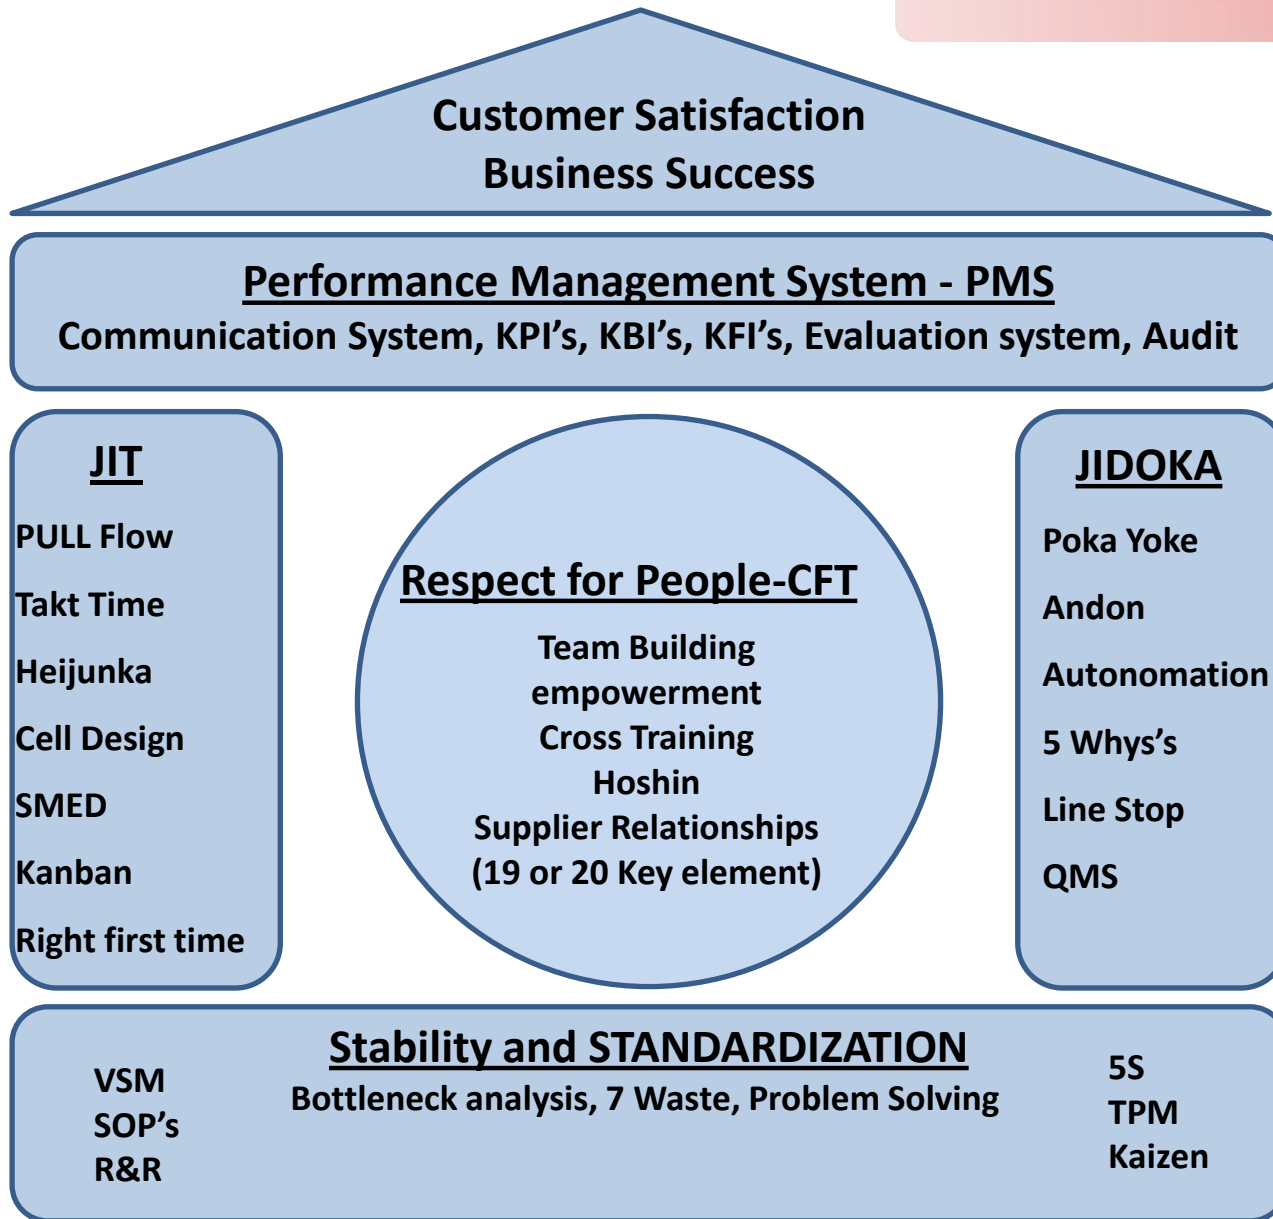 Customer Satisfaction
Business Success
Performance Management System - PMS
Communication System, KPI’s, KBI’s, KFI’s, Evaluation system, Audit
JIT
PULL Flow
Takt Time
Heijunka
Cell Design
SMED
Kanban
Right first time
Respect for People-CFT
Team Building
empowerment
Cross Training
Hoshin
Supplier Relationships
(19 or 20 Key element)
JIDOKA
Poka Yoke
Andon
Autonomation
5 Whys’s
Line Stop
QMS
Stability and STANDARDIZATION
Bottleneck analysis, 7 Waste, Problem Solving
VSM
SOP’s
R&R
5S
TPM
Kaizen